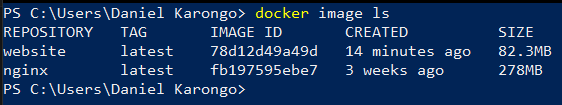 PS C:\Users\Daniel Karongo> docker image ls
REPOSITORY   TAG       IMAGE ID       CREATED          SIZE
website      latest    78d12d49a49d   14 minutes ago   82.3MB
nginx        latest    fb197595ebe7   3 weeks ago      278MB
PS C:\Users\Daniel Karongo>